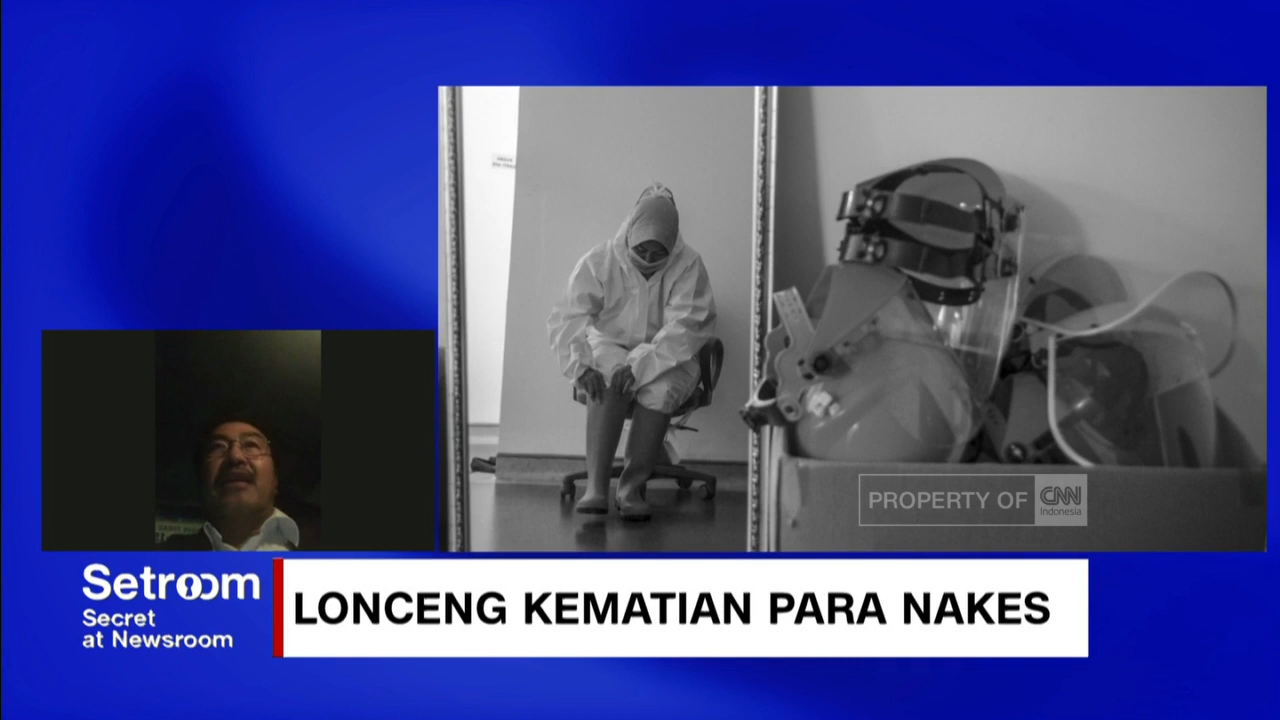 PROPERTY OF CNN
Indonesia
Setroom
Secret
at Newsroom
LONCENG KEMATIAN PARA NAKES